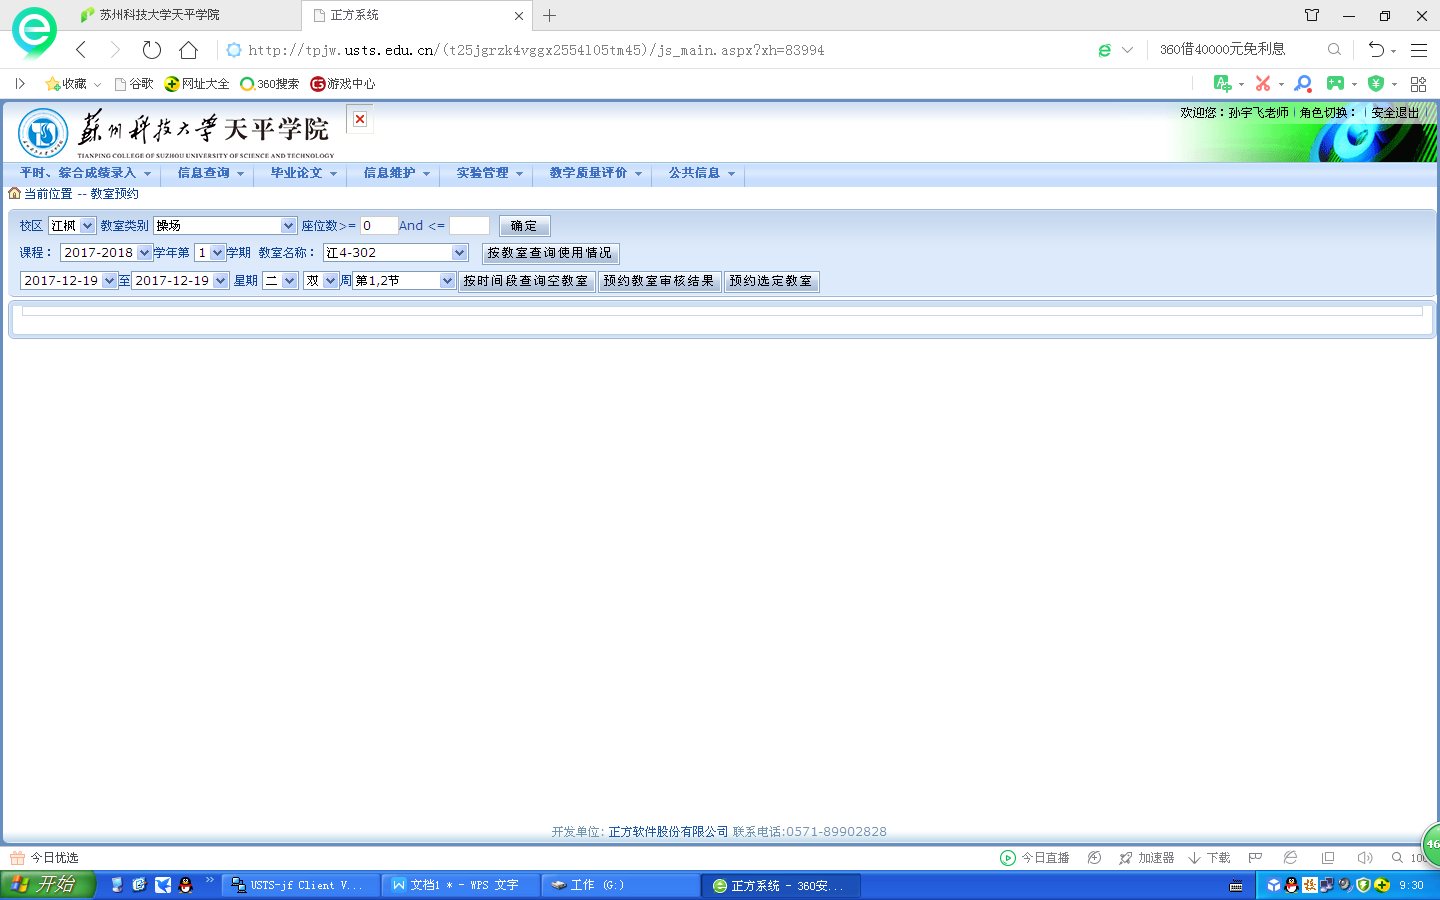 苏州科技大学天平学院
正方系统
http://tpjw.usts.edu.cn/(t25jgrzk4vggx2554l05tm45)/js_main.aspx?xh=83994
360借40000元免利息
收藏 谷歌 网址大全 360搜索 游戏中心
苏州科技大学天平学院
TIANPING COLLEGE OF SUZHOU UNIVERSITY OF SCIENCE AND TECHNOLOGY
欢迎您：孙宇飞老师 角色切换： 安全退出
平时、综合成绩录入 信息查询 毕业论文 信息维护 实验管理 教学质量评价 公共信息
当前位置 -- 教室预约
校区 江枫 教室类别 操场 座位数>= 0 And <= 确定
课程： 2017-2018 学年第 1 学期 教室名称： 江4-302 按教室查询使用情况
2017-12-19 至 2017-12-19 星期 二 双 周 第1,2节 按时间段查询空教室 预约教室审核结果 预约选定教室
开发单位: 正方软件股份有限公司 联系电话:0571-89902828
今日优选 今日直播 加速器 下载
46
开始 USTS-jf Client V... 文档1 * - WPS 文字 工作 (G:) 正方系统 - 360安... 9:30